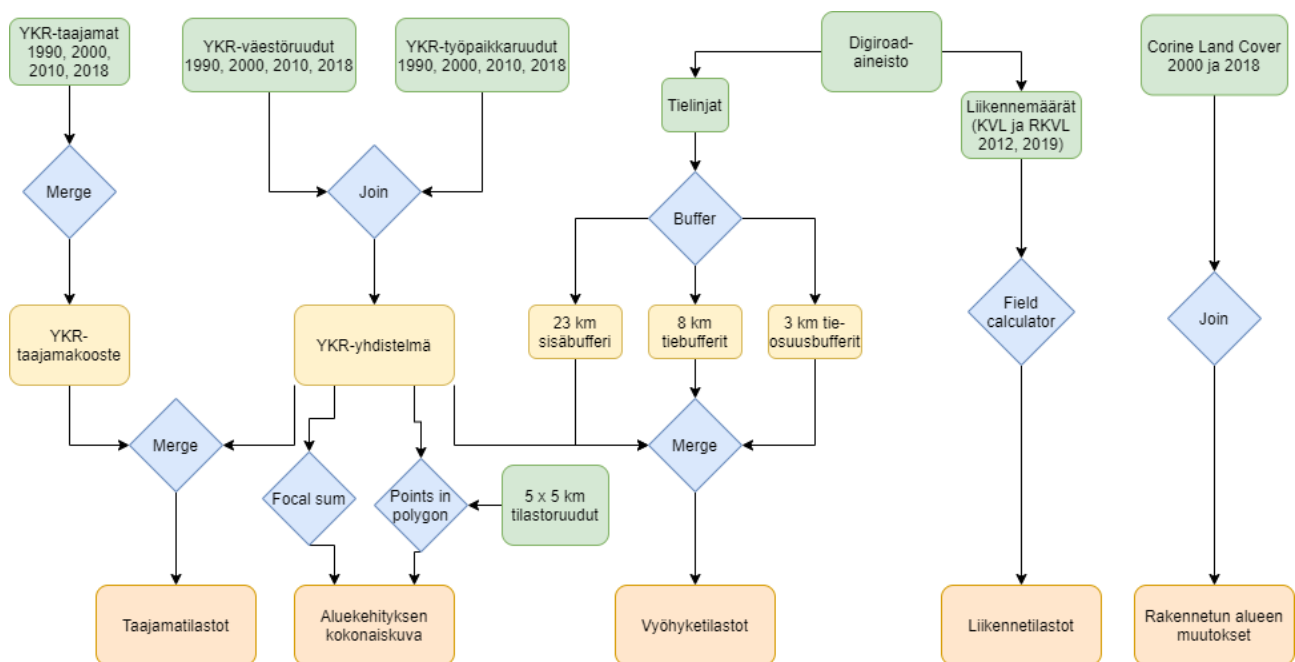 YKR-taajamat
1990, 2000,
2010, 2018
YKR-väestöruudut
1990, 2000, 2010, 2018
YKR-työpaikkaruudut
1990, 2000, 2010, 2018
Digiroad-
aineisto
Corine Land Cover
2000 ja 2018
Tielinjat
Liikennemäärät
(KVL ja RKVL
2012, 2019)
Merge
Join
Buffer
Field
calculator
Join
YKR-
taajamakooste
YKR-yhdistelmä
23 km
sisäbufferi
8 km
tiebufferit
3 km tie-
osuusbufferit
Merge
Focal sum
Points in
polygon
5 x 5 km
tilastoruudut
Merge
Taajamatilastot
Aluekehityksen
kokonaiskuva
Vyöhyketilastot
Liikennetilastot
Rakennetun alueen
muutokset